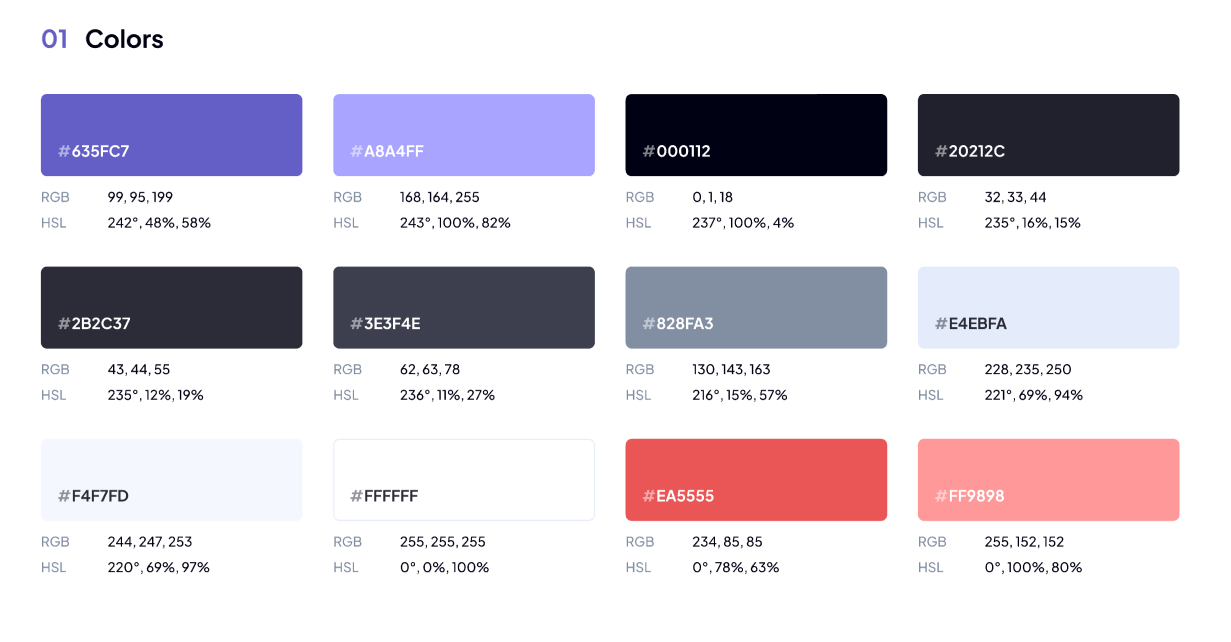 01 Colors
#635FC7
RGB 99, 95, 199
HSL 242°, 48%, 58%
#A8A4FF
RGB 168, 164, 255
HSL 243°, 100%, 82%
#000112
RGB 0, 1, 18
HSL 237°, 100%, 4%
#20212C
RGB 32, 33, 44
HSL 235°, 16%, 15%
#2B2C37
RGB 43, 44, 55
HSL 235°, 12%, 19%
#3E3F4E
RGB 62, 63, 78
HSL 236°, 11%, 27%
#828FA3
RGB 130, 143, 163
HSL 216°, 15%, 57%
#E4EBFA
RGB 228, 235, 250
HSL 221°, 69%, 94%
#F4F7FD
RGB 244, 247, 253
HSL 220°, 69%, 97%
#FFFFFF
RGB 255, 255, 255
HSL 0°, 0%, 100%
#EA5555
RGB 234, 85, 85
HSL 0°, 78%, 63%
#FF9898
RGB 255, 152, 152
HSL 0°, 100%, 80%